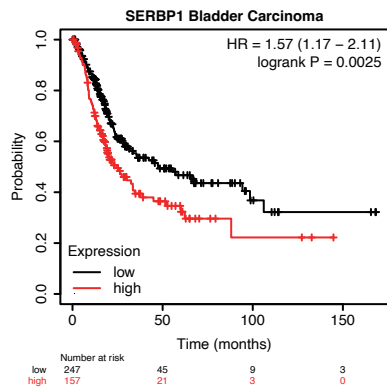 SERBP1 Bladder Carcinoma
HR = 1.57 (1.17 − 2.11)
logrank P = 0.0025
Probability
1.0
0.8
0.6
0.4
0.2
0.0
Expression
low
high
0 50 100 150
Time (months)
Number at risk
low 247 45 9 3
high 157 21 3 0